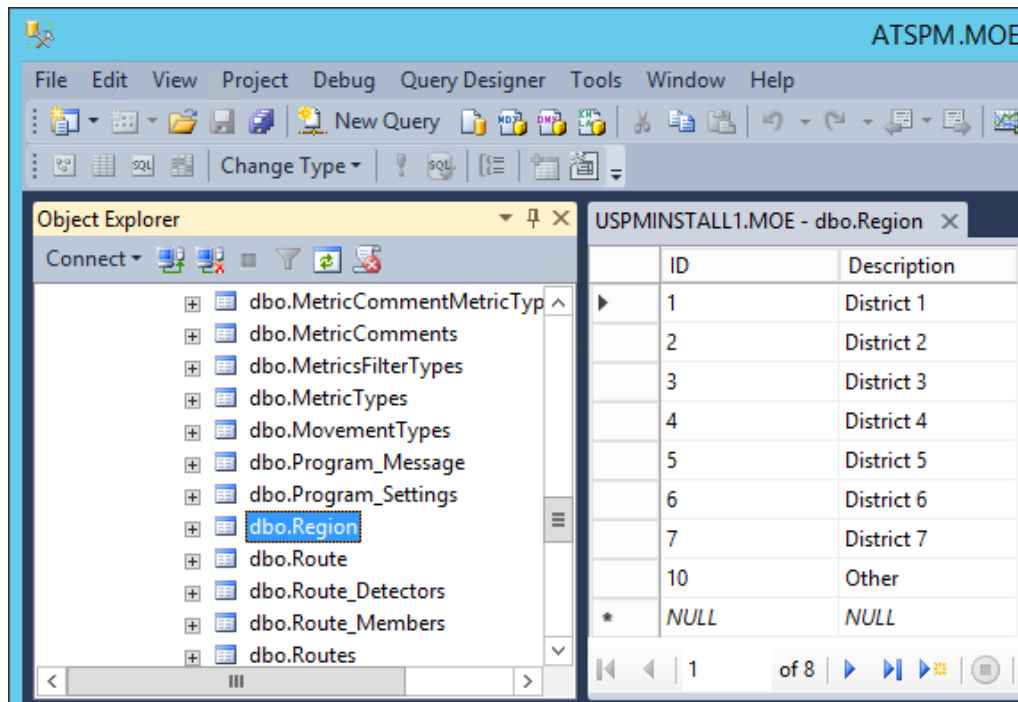 ATSPM.MOE
File Edit View Project Debug Query Designer Tools Window Help
New Query
Change Type
Object Explorer
Connect
dbo.MetricCommentMetricTyp
dbo.MetricComments
dbo.MetricsFilterTypes
dbo.MetricTypes
dbo.MovementTypes
dbo.Program_Message
dbo.Program_Settings
dbo.Region
dbo.Route
dbo.Route_Detectors
dbo.Route_Members
dbo.Routes
USPMINSTALL1.MOE - dbo.Region
ID Description
1 District 1
2 District 2
3 District 3
4 District 4
5 District 5
6 District 6
7 District 7
10 Other
NULL NULL
1 of 8